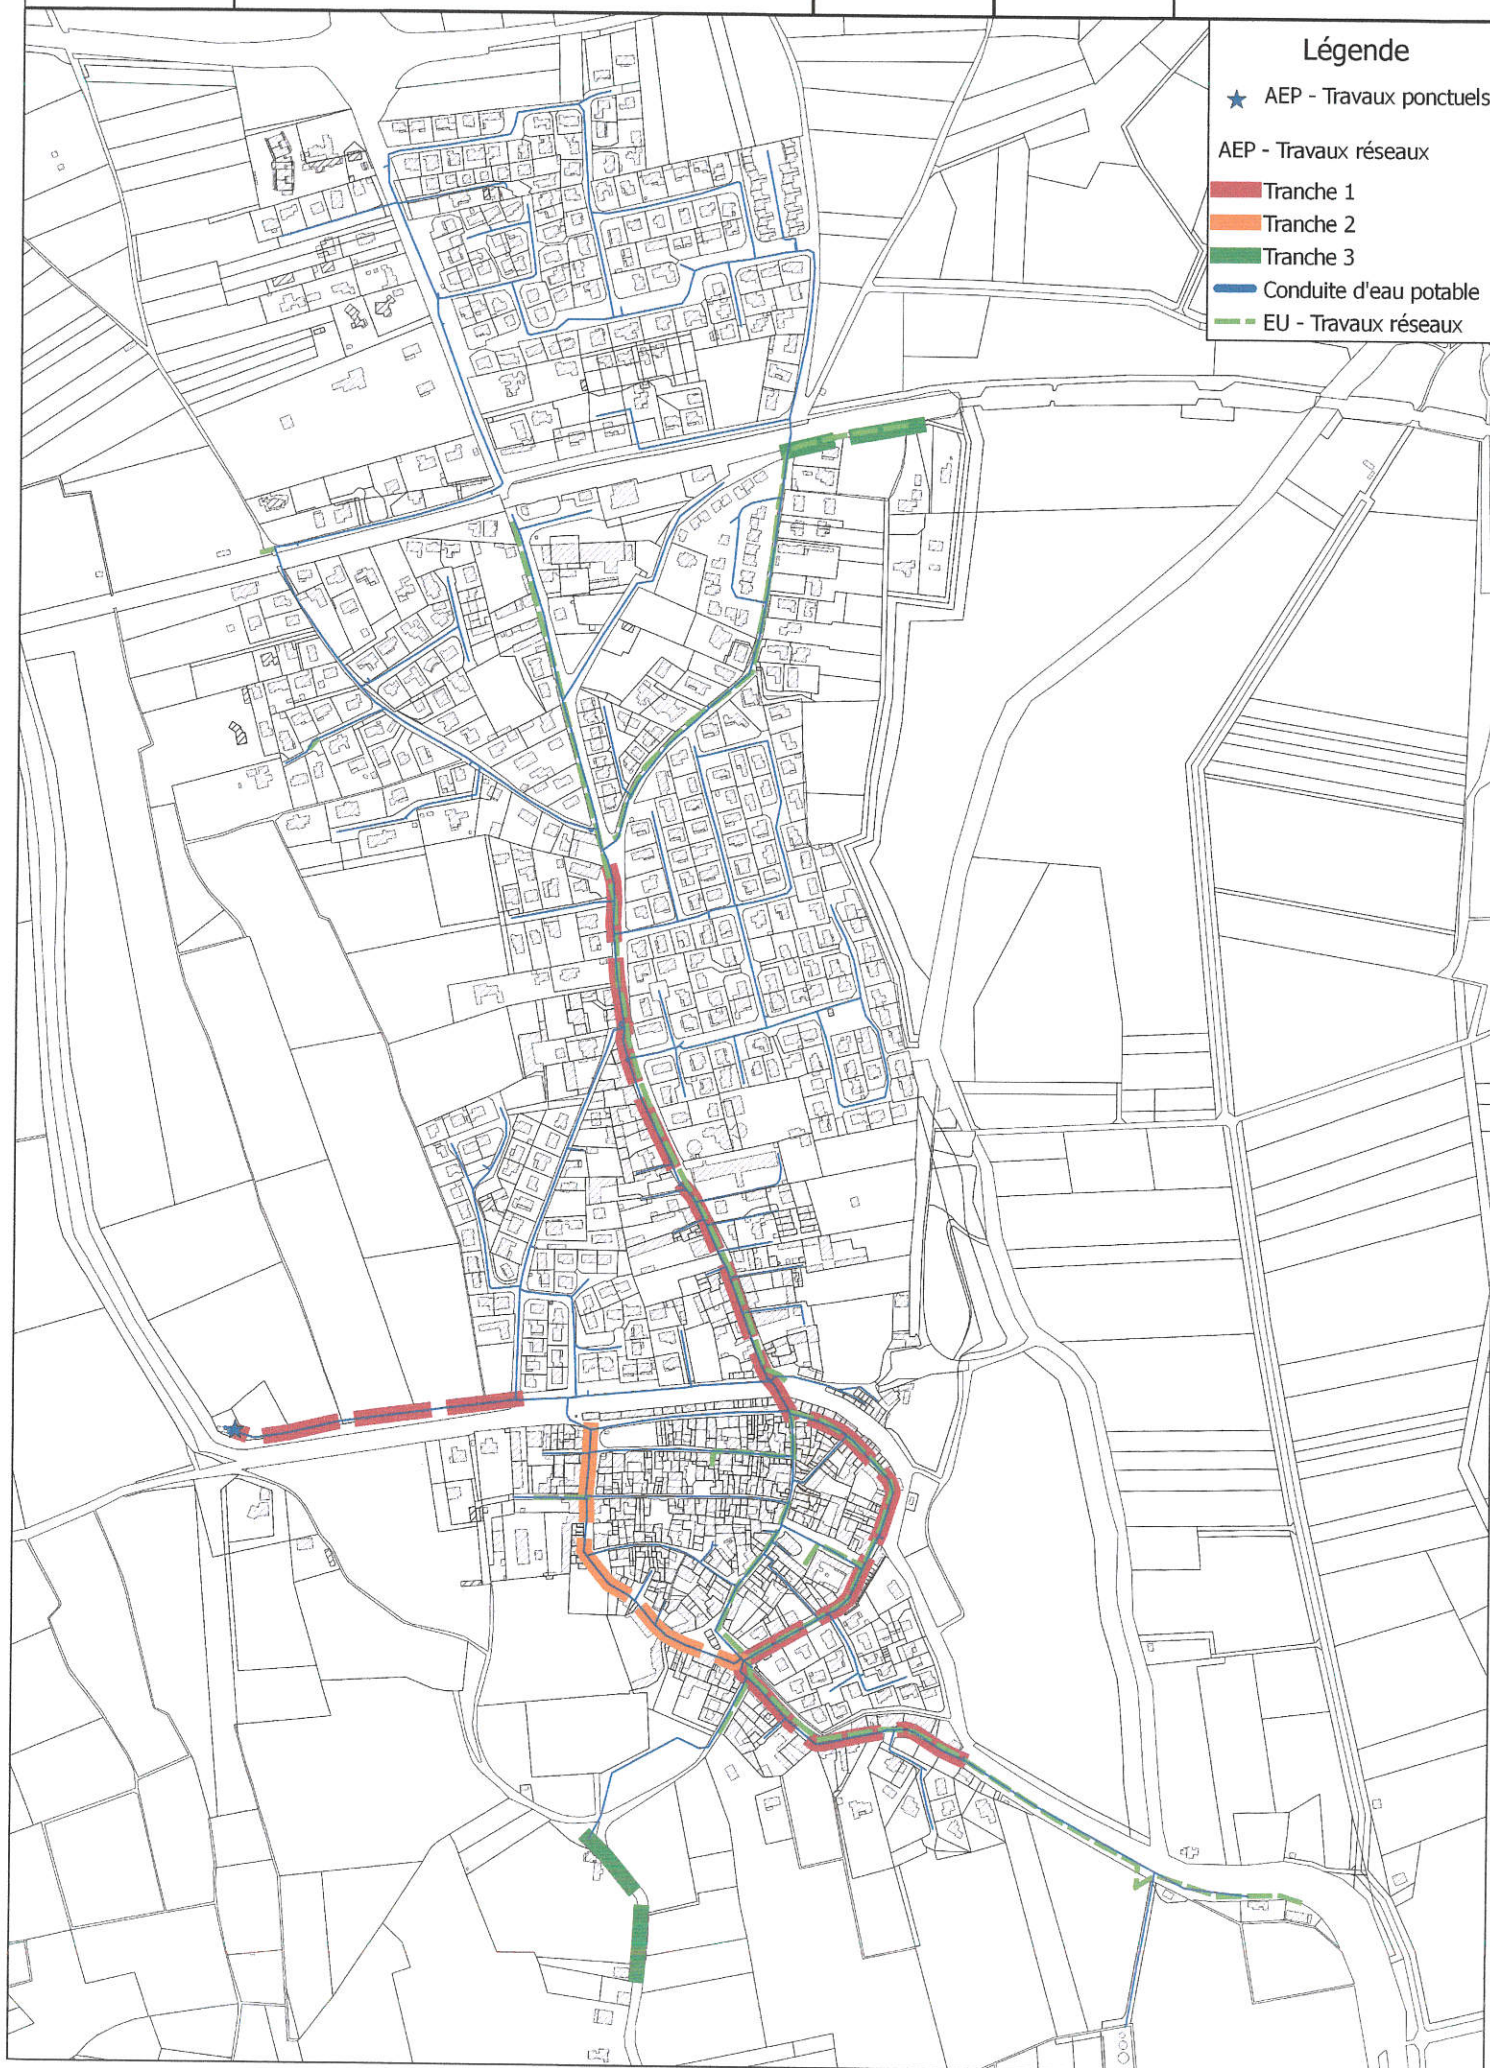 Légende
AEP - Travaux ponctuels
AEP - Travaux réseaux
Tranche 1
Tranche 2
Tranche 3
Conduite d'eau potable
EU - Travaux réseaux